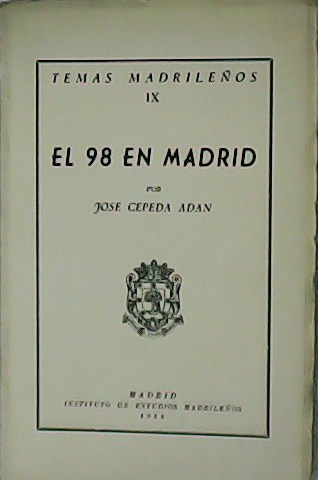 TEMAS MADRILEÑOS
IX
EL 98 EN MADRID
POR
JOSE CEPEDA ADAN
MADRID
INSTITUTO DE ESTUDIOS MADRILEÑOS